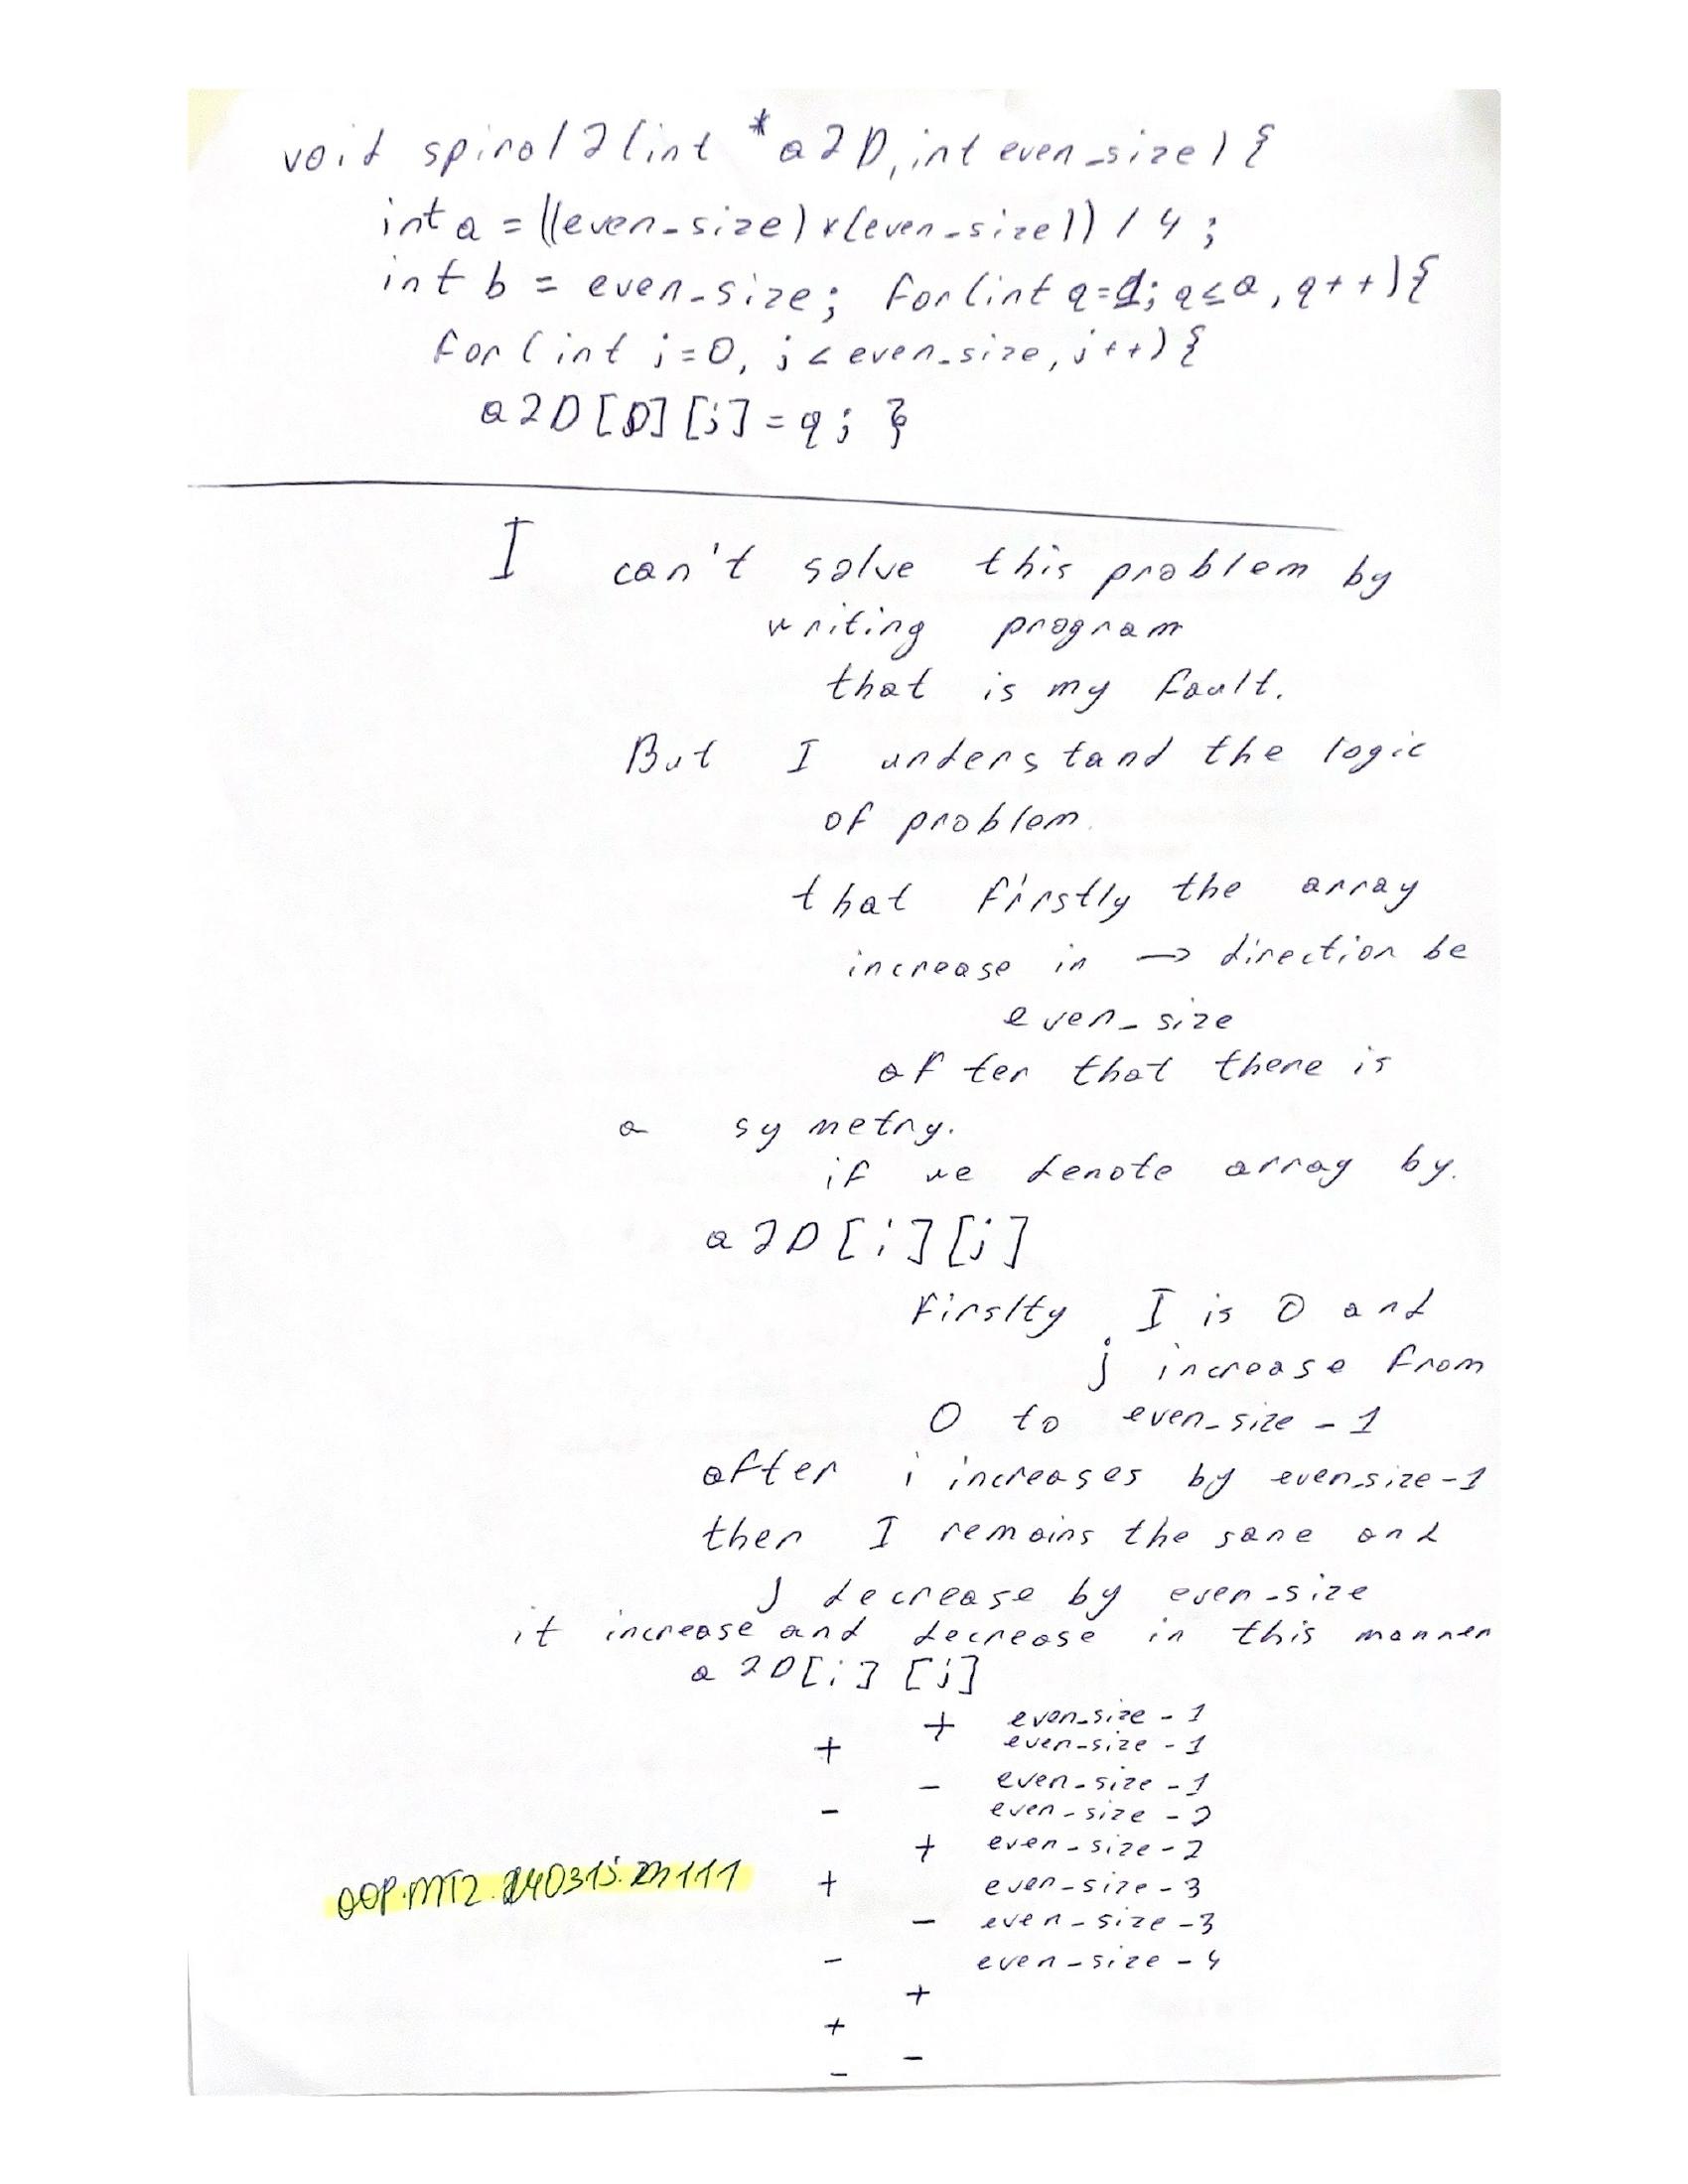 void spiral2(int *a2D, int even_size){
int a = ((even_size)*(even_size)) / 4;
int b = even_size; for(int q=1; q≤a, q++){
for(int j=0, j<even_size, j++){
a2D[0][j]=q; }
I can't solve this problem by
writing program
that is my fault.
But I understand the logic
of problem.
that firstly the array
increase in → direction be
even_size
after that there is
a symetry.
if we denote array by.
a2D[i][j]
Firslty I is 0 and
j increase from
0 to even_size - 1
after i increases by even_size-1
then I remains the same and
J decrease by even_size
it increase and decrease in this manner
a2D[i] [j]
+ even_size - 1
+ even_size - 1
- even_size - 1
- even_size - 2
+ even_size - 2
+ even_size - 3
- even_size - 3
- even_size - 4
+
+
-
-
OOP.MT2.240315.